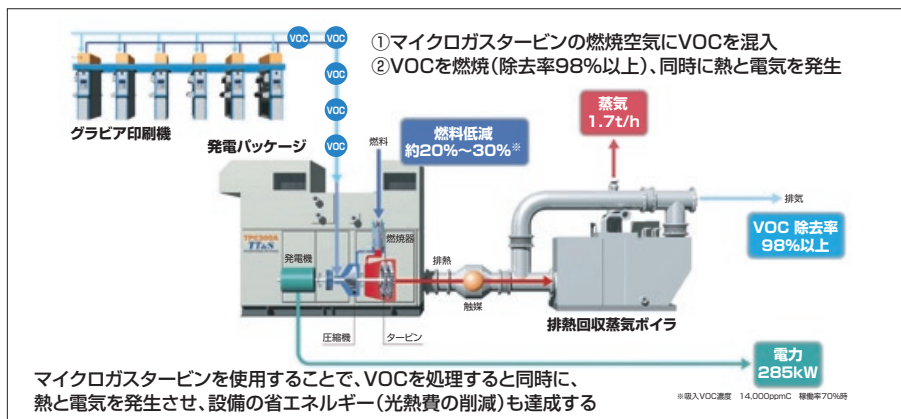 VOC VOC
①マイクロガスタービンの燃焼空気にVOCを混入
②VOCを燃焼(除去率98%以上)、同時に熱と電気を発生
VOC
VOC
VOC
グラビア印刷機
発電パッケージ
燃料
燃料低減
約20%~30%※
蒸気
1.7t/h
排気
VOC 除去率
98%以上
TPC300A
TT&S
発電機
燃焼器
排熱
触媒
排熱回収蒸気ボイラ
圧縮機
タービン
電力
285kW
※吸入VOC濃度 14,000ppmC 稼働率70%時
マイクロガスタービンを使用することで、VOCを処理すると同時に、
熱と電気を発生させ、設備の省エネルギー(光熱費の削減)も達成する